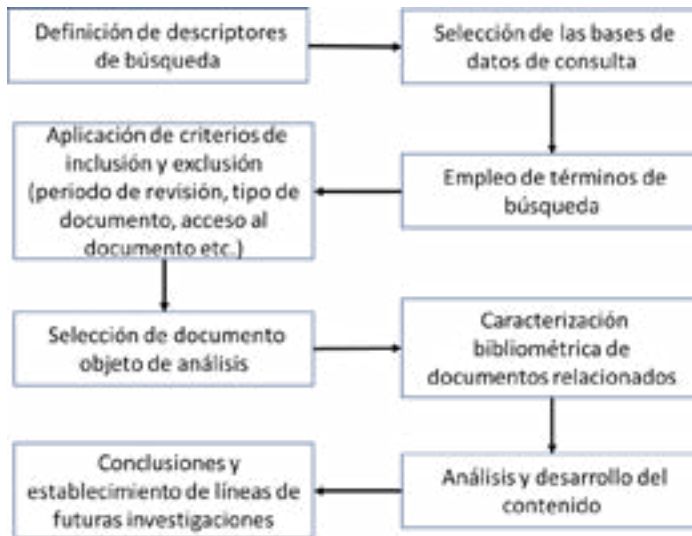 Definición de descriptores
de búsqueda
Selección de las bases de
datos de consulta
Empleo de términos de
búsqueda
Aplicación de criterios de
inclusión y exclusión
(periodo de revisión, tipo de
documento, acceso al
documento etc.)
Selección de documento
objeto de análisis
Caracterización
bibliométrica de
documentos relacionados
Análisis y desarrollo del
contenido
Conclusiones y
establecimiento de líneas de
futuras investigaciones